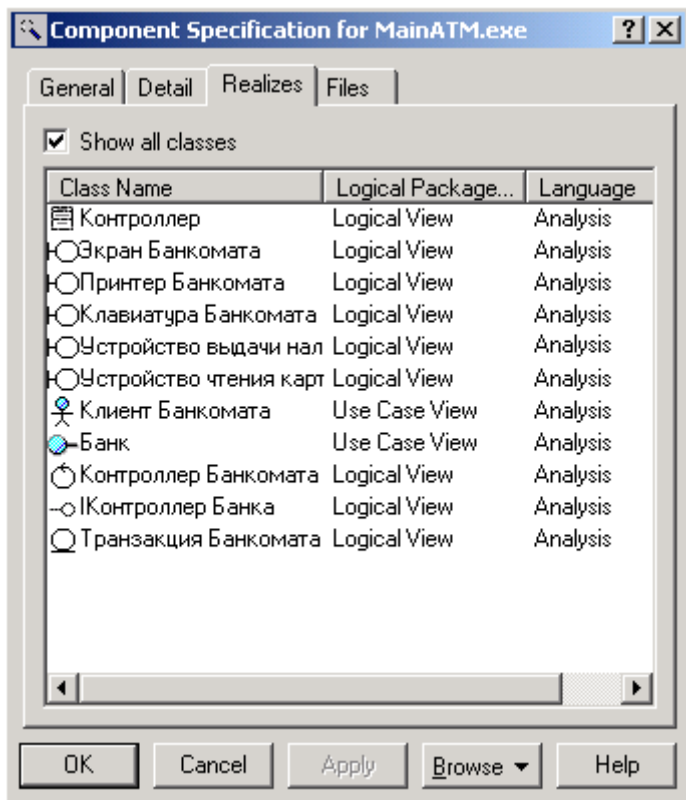 Component Specification for MainATM.exe
General Detail Realizes Files
Show all classes
Class Name Logical Package... Language
Контроллер Logical View Analysis
Экран Банкомата Logical View Analysis
Принтер Банкомата Logical View Analysis
Клавиатура Банкомата Logical View Analysis
Устройство выдачи нал Logical View Analysis
Устройство чтения карт Logical View Analysis
Клиент Банкомата Use Case View Analysis
Банк Use Case View Analysis
Контроллер Банкомата Logical View Analysis
IКонтроллер Банка Logical View Analysis
Транзакция Банкомата Logical View Analysis
OK Cancel Apply Browse Help